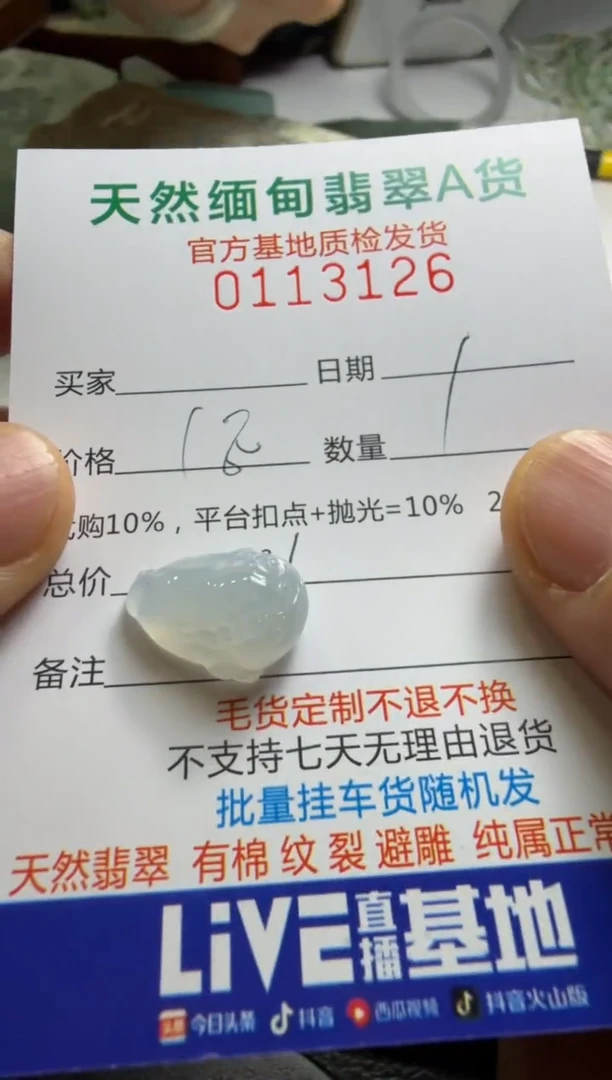 天然缅甸翡翠A货
官方基地质检发货
0113126
买家 日期
价格 数量
购10%，平台扣点+抛光=10% 2
总价
备注
毛货定制不退不换
不支持七天无理由退货
批量挂车货随机发
天然翡翠 有棉纹裂避雕 纯属正常
LiVE直播基地
头条 今日头条 抖音 西瓜视频 抖音火山版